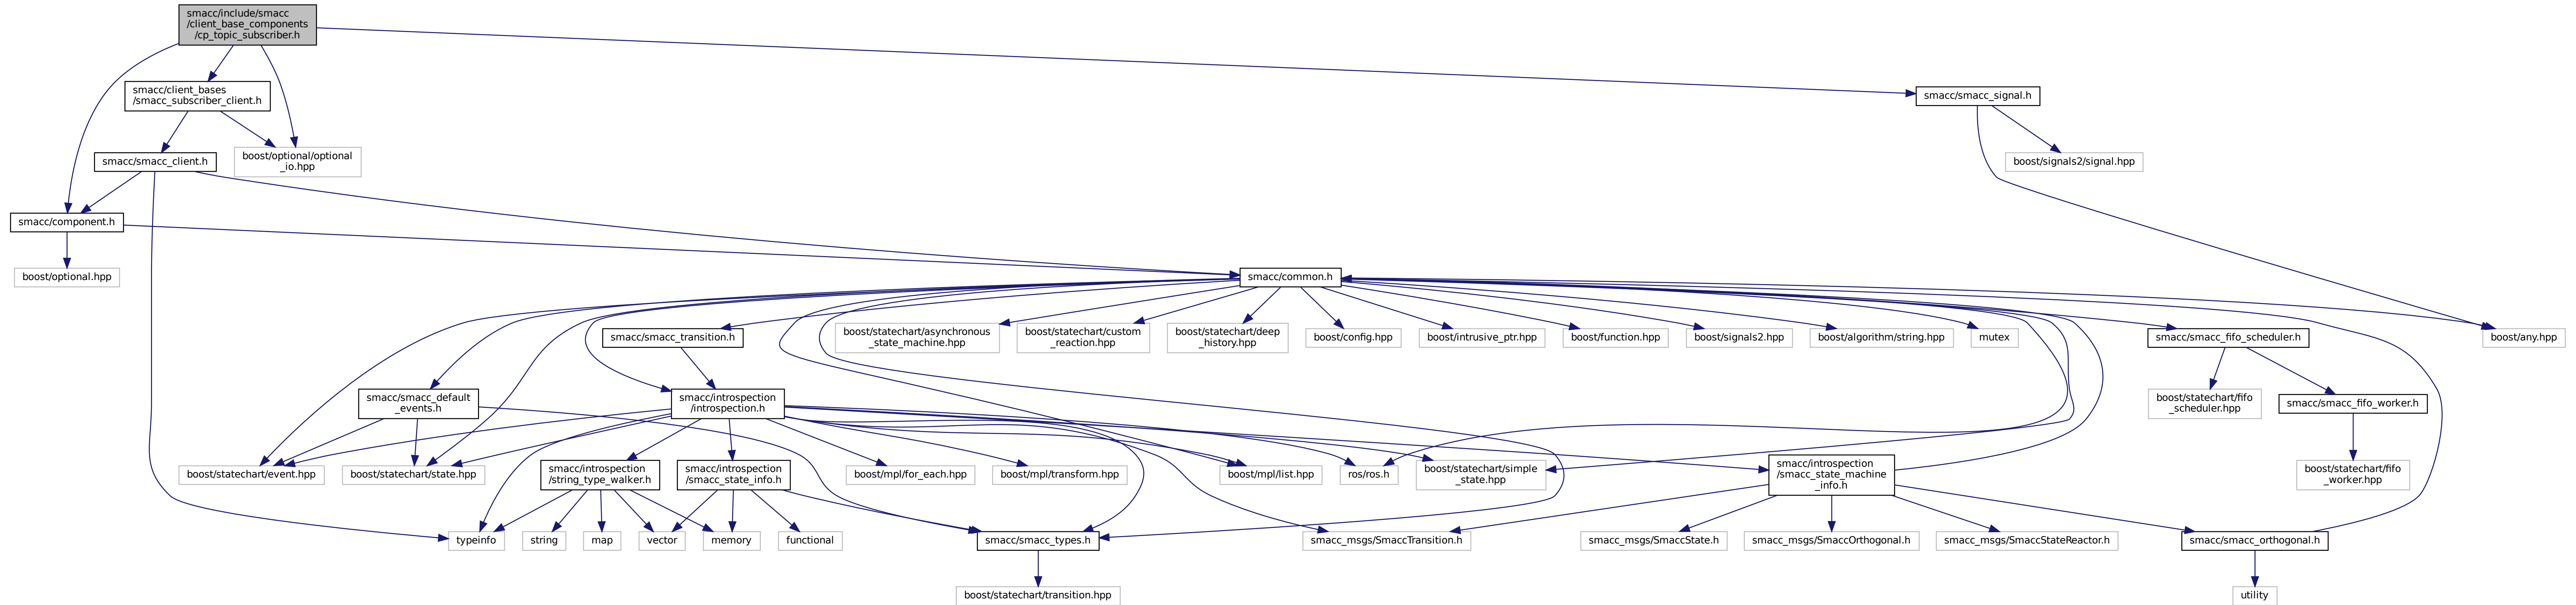 smacc/include/smacc
/client_base_components
/cp_topic_subscriber.h
smacc/client_bases
/smacc_subscriber_client.h
smacc/smacc_signal.h
smacc/smacc_client.h
boost/optional/optional
_io.hpp
boost/signals2/signal.hpp
smacc/component.h
boost/optional.hpp
smacc/common.h
smacc/smacc_transition.h
boost/statechart/asynchronous
_state_machine.hpp
boost/statechart/custom
_reaction.hpp
boost/statechart/deep
_history.hpp
boost/config.hpp
boost/intrusive_ptr.hpp
boost/function.hpp
boost/signals2.hpp
boost/algorithm/string.hpp
mutex
smacc/smacc_fifo_scheduler.h
boost/any.hpp
smacc/smacc_default
_events.h
smacc/introspection
/introspection.h
boost/statechart/fifo
_scheduler.hpp
smacc/smacc_fifo_worker.h
boost/statechart/event.hpp
boost/statechart/state.hpp
smacc/introspection
/string_type_walker.h
smacc/introspection
/smacc_state_info.h
boost/mpl/for_each.hpp
boost/mpl/transform.hpp
boost/mpl/list.hpp
ros/ros.h
boost/statechart/simple
_state.hpp
smacc/introspection
/smacc_state_machine
_info.h
boost/statechart/fifo
_worker.hpp
typeinfo
string
map
vector
memory
functional
smacc/smacc_types.h
smacc_msgs/SmaccTransition.h
smacc_msgs/SmaccState.h
smacc_msgs/SmaccOrthogonal.h
smacc_msgs/SmaccStateReactor.h
smacc/smacc_orthogonal.h
boost/statechart/transition.hpp
utility